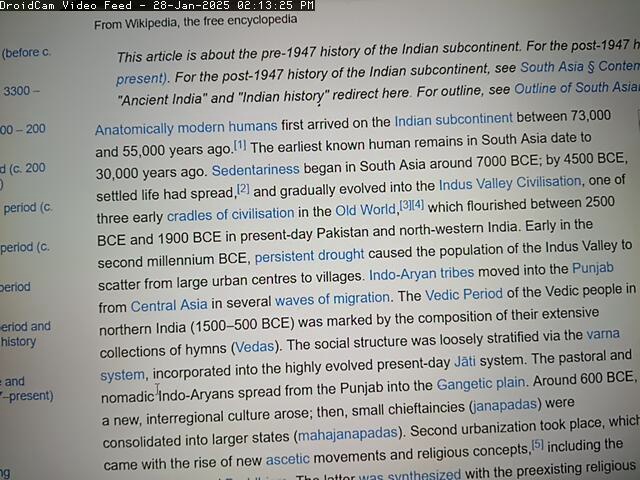 DroidCam Video Feed - 28-Jan-2025 02:13:25 PM
From Wikipedia, the free encyclopedia
(before c.
3300 –
00 – 200
d (c. 200
)
period (c.
period (c.
period
eriod and
history
e and
7–present)
ng
This article is about the pre-1947 history of the Indian subcontinent. For the post-1947 h
present). For the post-1947 history of the Indian subcontinent, see South Asia § Contem
"Ancient India" and "Indian history" redirect here. For outline, see Outline of South Asia
Anatomically modern humans first arrived on the Indian subcontinent between 73,000
and 55,000 years ago.[1] The earliest known human remains in South Asia date to
30,000 years ago. Sedentariness began in South Asia around 7000 BCE; by 4500 BCE,
settled life had spread,[2] and gradually evolved into the Indus Valley Civilisation, one of
three early cradles of civilisation in the Old World,[3][4] which flourished between 2500
BCE and 1900 BCE in present-day Pakistan and north-western India. Early in the
second millennium BCE, persistent drought caused the population of the Indus Valley to
scatter from large urban centres to villages. Indo-Aryan tribes moved into the Punjab
from Central Asia in several waves of migration. The Vedic Period of the Vedic people in
northern India (1500–500 BCE) was marked by the composition of their extensive
collections of hymns (Vedas). The social structure was loosely stratified via the varna
system, incorporated into the highly evolved present-day Jāti system. The pastoral and
nomadic Indo-Aryans spread from the Punjab into the Gangetic plain. Around 600 BCE,
a new, interregional culture arose; then, small chieftaincies (janapadas) were
consolidated into larger states (mahajanapadas). Second urbanization took place, which
came with the rise of new ascetic movements and religious concepts,[5] including the
The latter was synthesized with the preexisting religious